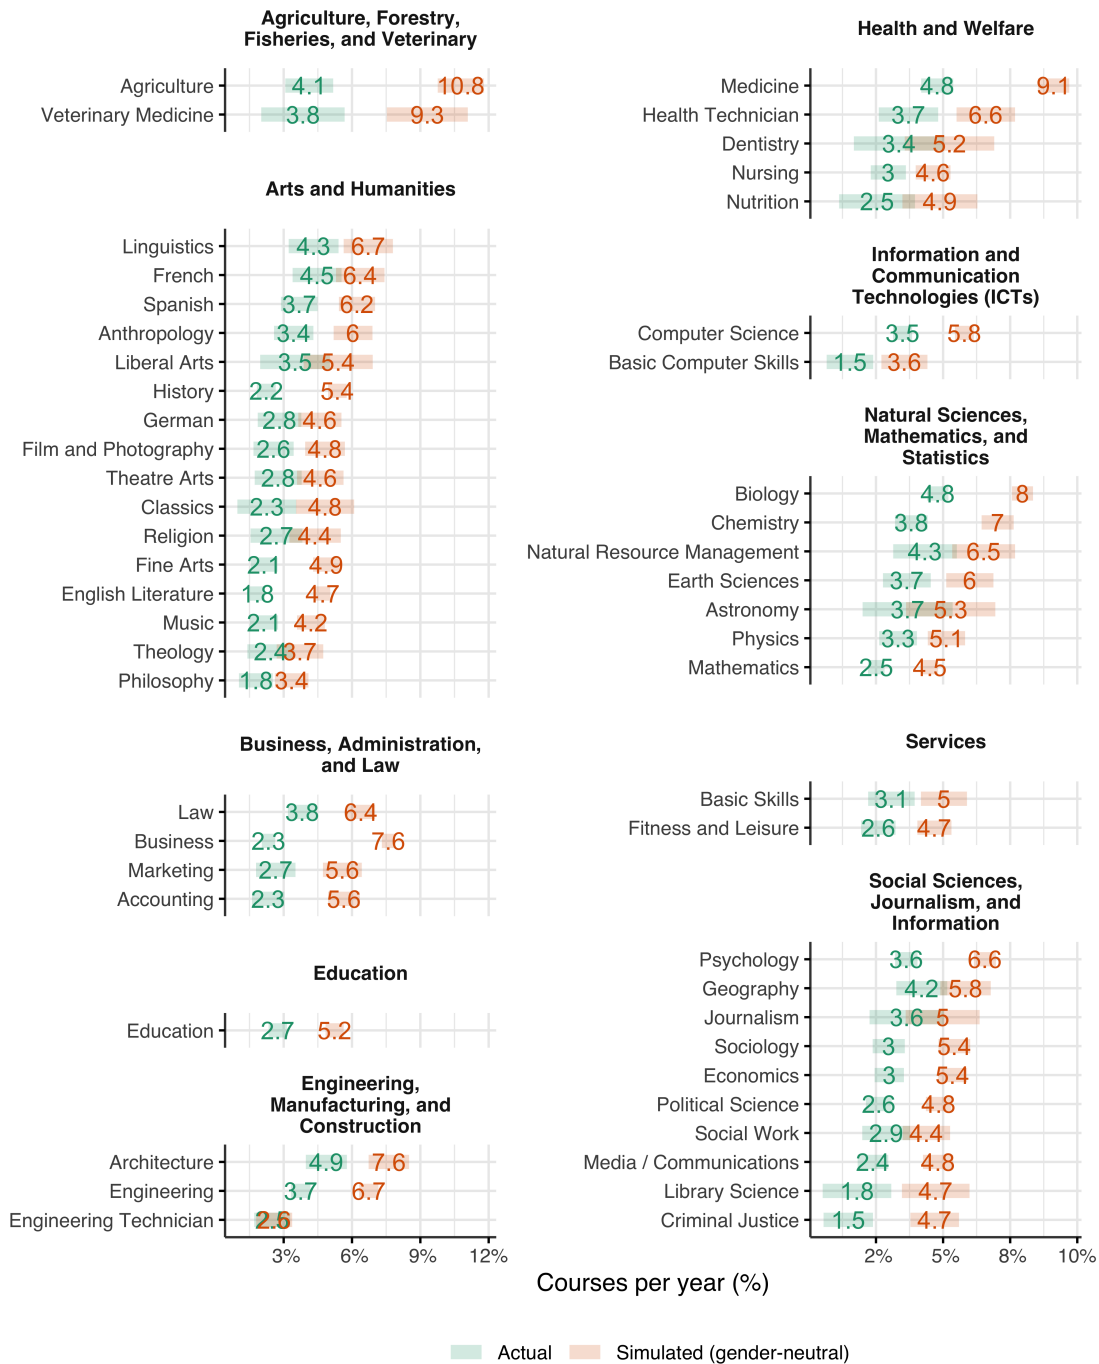 Agriculture, Forestry,
Fisheries, and Veterinary
Agriculture 4.1 10.8
Veterinary Medicine 3.8 9.3
Arts and Humanities
Linguistics 4.3 6.7
French 4.5 6.4
Spanish 3.7 6.2
Anthropology 3.4 6
Liberal Arts 3.5 5.4
History 2.2 5.4
German 2.8 4.6
Film and Photography 2.6 4.8
Theatre Arts 2.8 4.6
Classics 2.3 4.8
Religion 2.7 4.4
Fine Arts 2.1 4.9
English Literature 1.8 4.7
Music 2.1 4.2
Theology 2.4 3.7
Philosophy 1.8 3.4
Business, Administration,
and Law
Law 3.8 6.4
Business 2.3 7.6
Marketing 2.7 5.6
Accounting 2.3 5.6
Education
Education 2.7 5.2
Engineering,
Manufacturing, and
Construction
Architecture 4.9 7.6
Engineering 3.7 6.7
Engineering Technician
3% 6% 9% 12%
Health and Welfare
Medicine 4.8 9.1
Health Technician 3.7 6.6
Dentistry 3.4 5.2
Nursing 3 4.6
Nutrition 2.5 4.9
Information and
Communication
Technologies (ICTs)
Computer Science 3.5 5.8
Basic Computer Skills 1.5 3.6
Natural Sciences,
Mathematics, and
Statistics
Biology 4.8 8
Chemistry 3.8 7
Natural Resource Management 4.3 6.5
Earth Sciences 3.7 6
Astronomy 3.7 5.3
Physics 3.3 5.1
Mathematics 2.5 4.5
Services
Basic Skills 3.1 5
Fitness and Leisure 2.6 4.7
Social Sciences,
Journalism, and
Information
Psychology 3.6 6.6
Geography 4.2 5.8
Journalism 3.6 5
Sociology 3 5.4
Economics 3 5.4
Political Science 2.6 4.8
Social Work 2.9 4.4
Media / Communications 2.4 4.8
Library Science 1.8 4.7
Criminal Justice 1.5 4.7
2% 5% 8% 10%
Courses per year (%)
Actual Simulated (gender-neutral)